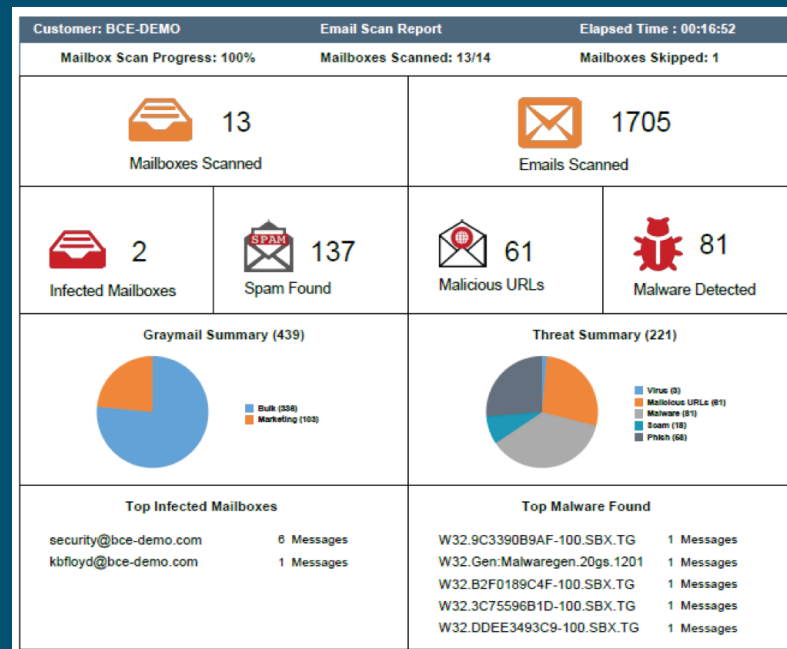 Customer: BCE-DEMO Email Scan Report Elapsed Time : 00:16:52
Mailbox Scan Progress: 100% Mailboxes Scanned: 13/14 Mailboxes Skipped: 1
13
Mailboxes Scanned
1705
Emails Scanned
2
Infected Mailboxes
SPAM
137
Spam Found
61
Malicious URLs
81
Malware Detected
Graymail Summary (439)
Bulk (336)
Marketing (103)
Threat Summary (221)
Virus (3)
Malicious URLs (61)
Malware (81)
Spam (18)
Phish (58)
Top Infected Mailboxes
security@bce-demo.com 6 Messages
kbfloyd@bce-demo.com 1 Messages
Top Malware Found
W32.9C3390B9AF-100.SBX.TG 1 Messages
W32.Gen:Malwaregen.20gs.1201 1 Messages
W32.B2F0189C4F-100.SBX.TG 1 Messages
W32.3C75596B1D-100.SBX.TG 1 Messages
W32.DDEE3493C9-100.SBX.TG 1 Messages